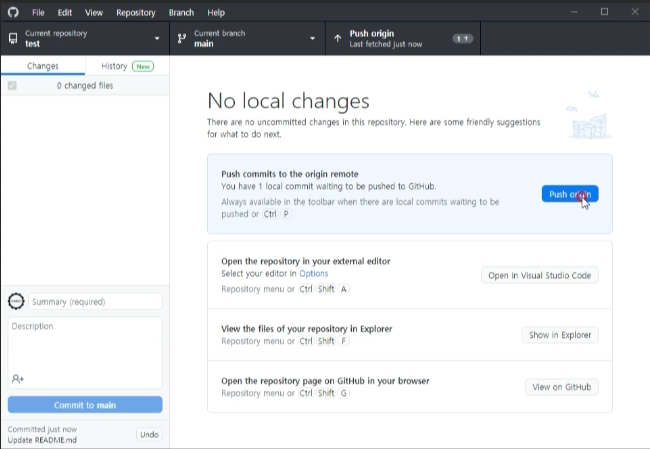 File Edit View Repository Branch Help
Current repository
test
Current branch
main
Push origin
Last fetched just now
1
Changes
History New
0 changed files
No local changes
There are no uncommitted changes in this repository. Here are some friendly suggestions
for what to do next.
Push commits to the origin remote
You have 1 local commit waiting to be pushed to GitHub.
Always available in the toolbar when there are local commits waiting to be
pushed or Ctrl P
Push origin
Open the repository in your external editor
Select your editor in Options
Repository menu or Ctrl Shift A
Open in Visual Studio Code
View the files of your repository in Explorer
Repository menu or Ctrl Shift F
Show in Explorer
Open the repository page on GitHub in your browser
Repository menu or Ctrl Shift G
View on GitHub
Summary (required)
Description
Commit to main
Committed just now
Update README.md
Undo